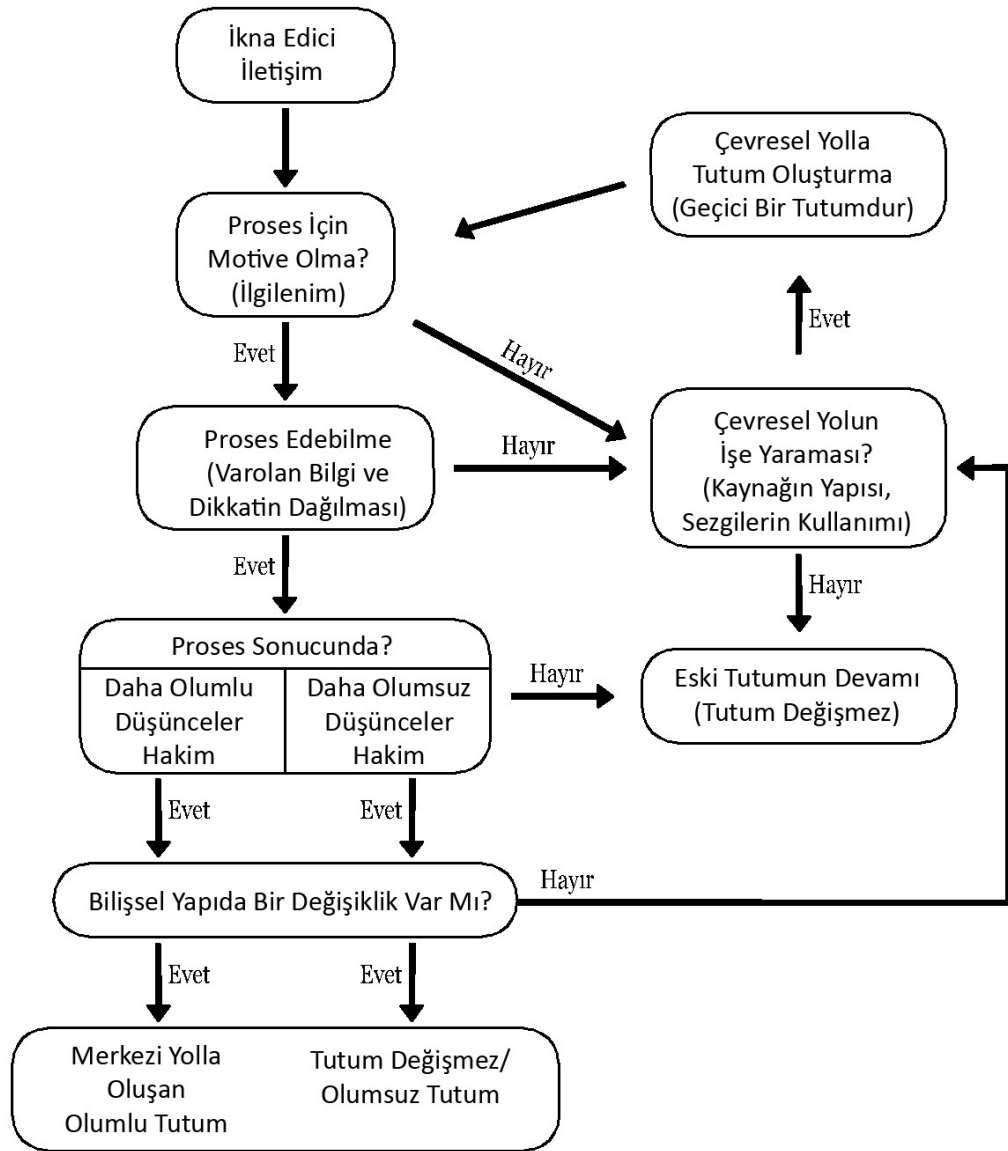 İkna Edici
İletişim
Çevresel Yolla
Tutum Oluşturma
(Geçici Bir Tutumdur)
Proses İçin
Motive Olma?
(İlgilenim)
Evet
Hayır
Evet
Proses Edebilme
(Varolan Bilgi ve
Dikkatin Dağılması)
Hayır
Çevresel Yolun
İşe Yaraması?
(Kaynağın Yapısı,
Sezgilerin Kullanımı)
Evet
Hayır
Proses Sonucunda?
Daha Olumlu
Düşünceler
Hakim
Daha Olumsuz
Düşünceler
Hakim
Hayır
Eski Tutumun Devamı
(Tutum Değişmez)
Evet
Evet
Bilişsel Yapıda Bir Değişiklik Var Mı?
Hayır
Evet
Evet
Merkezi Yolla
Oluşan
Olumlu Tutum
Tutum Değişmez/
Olumsuz Tutum